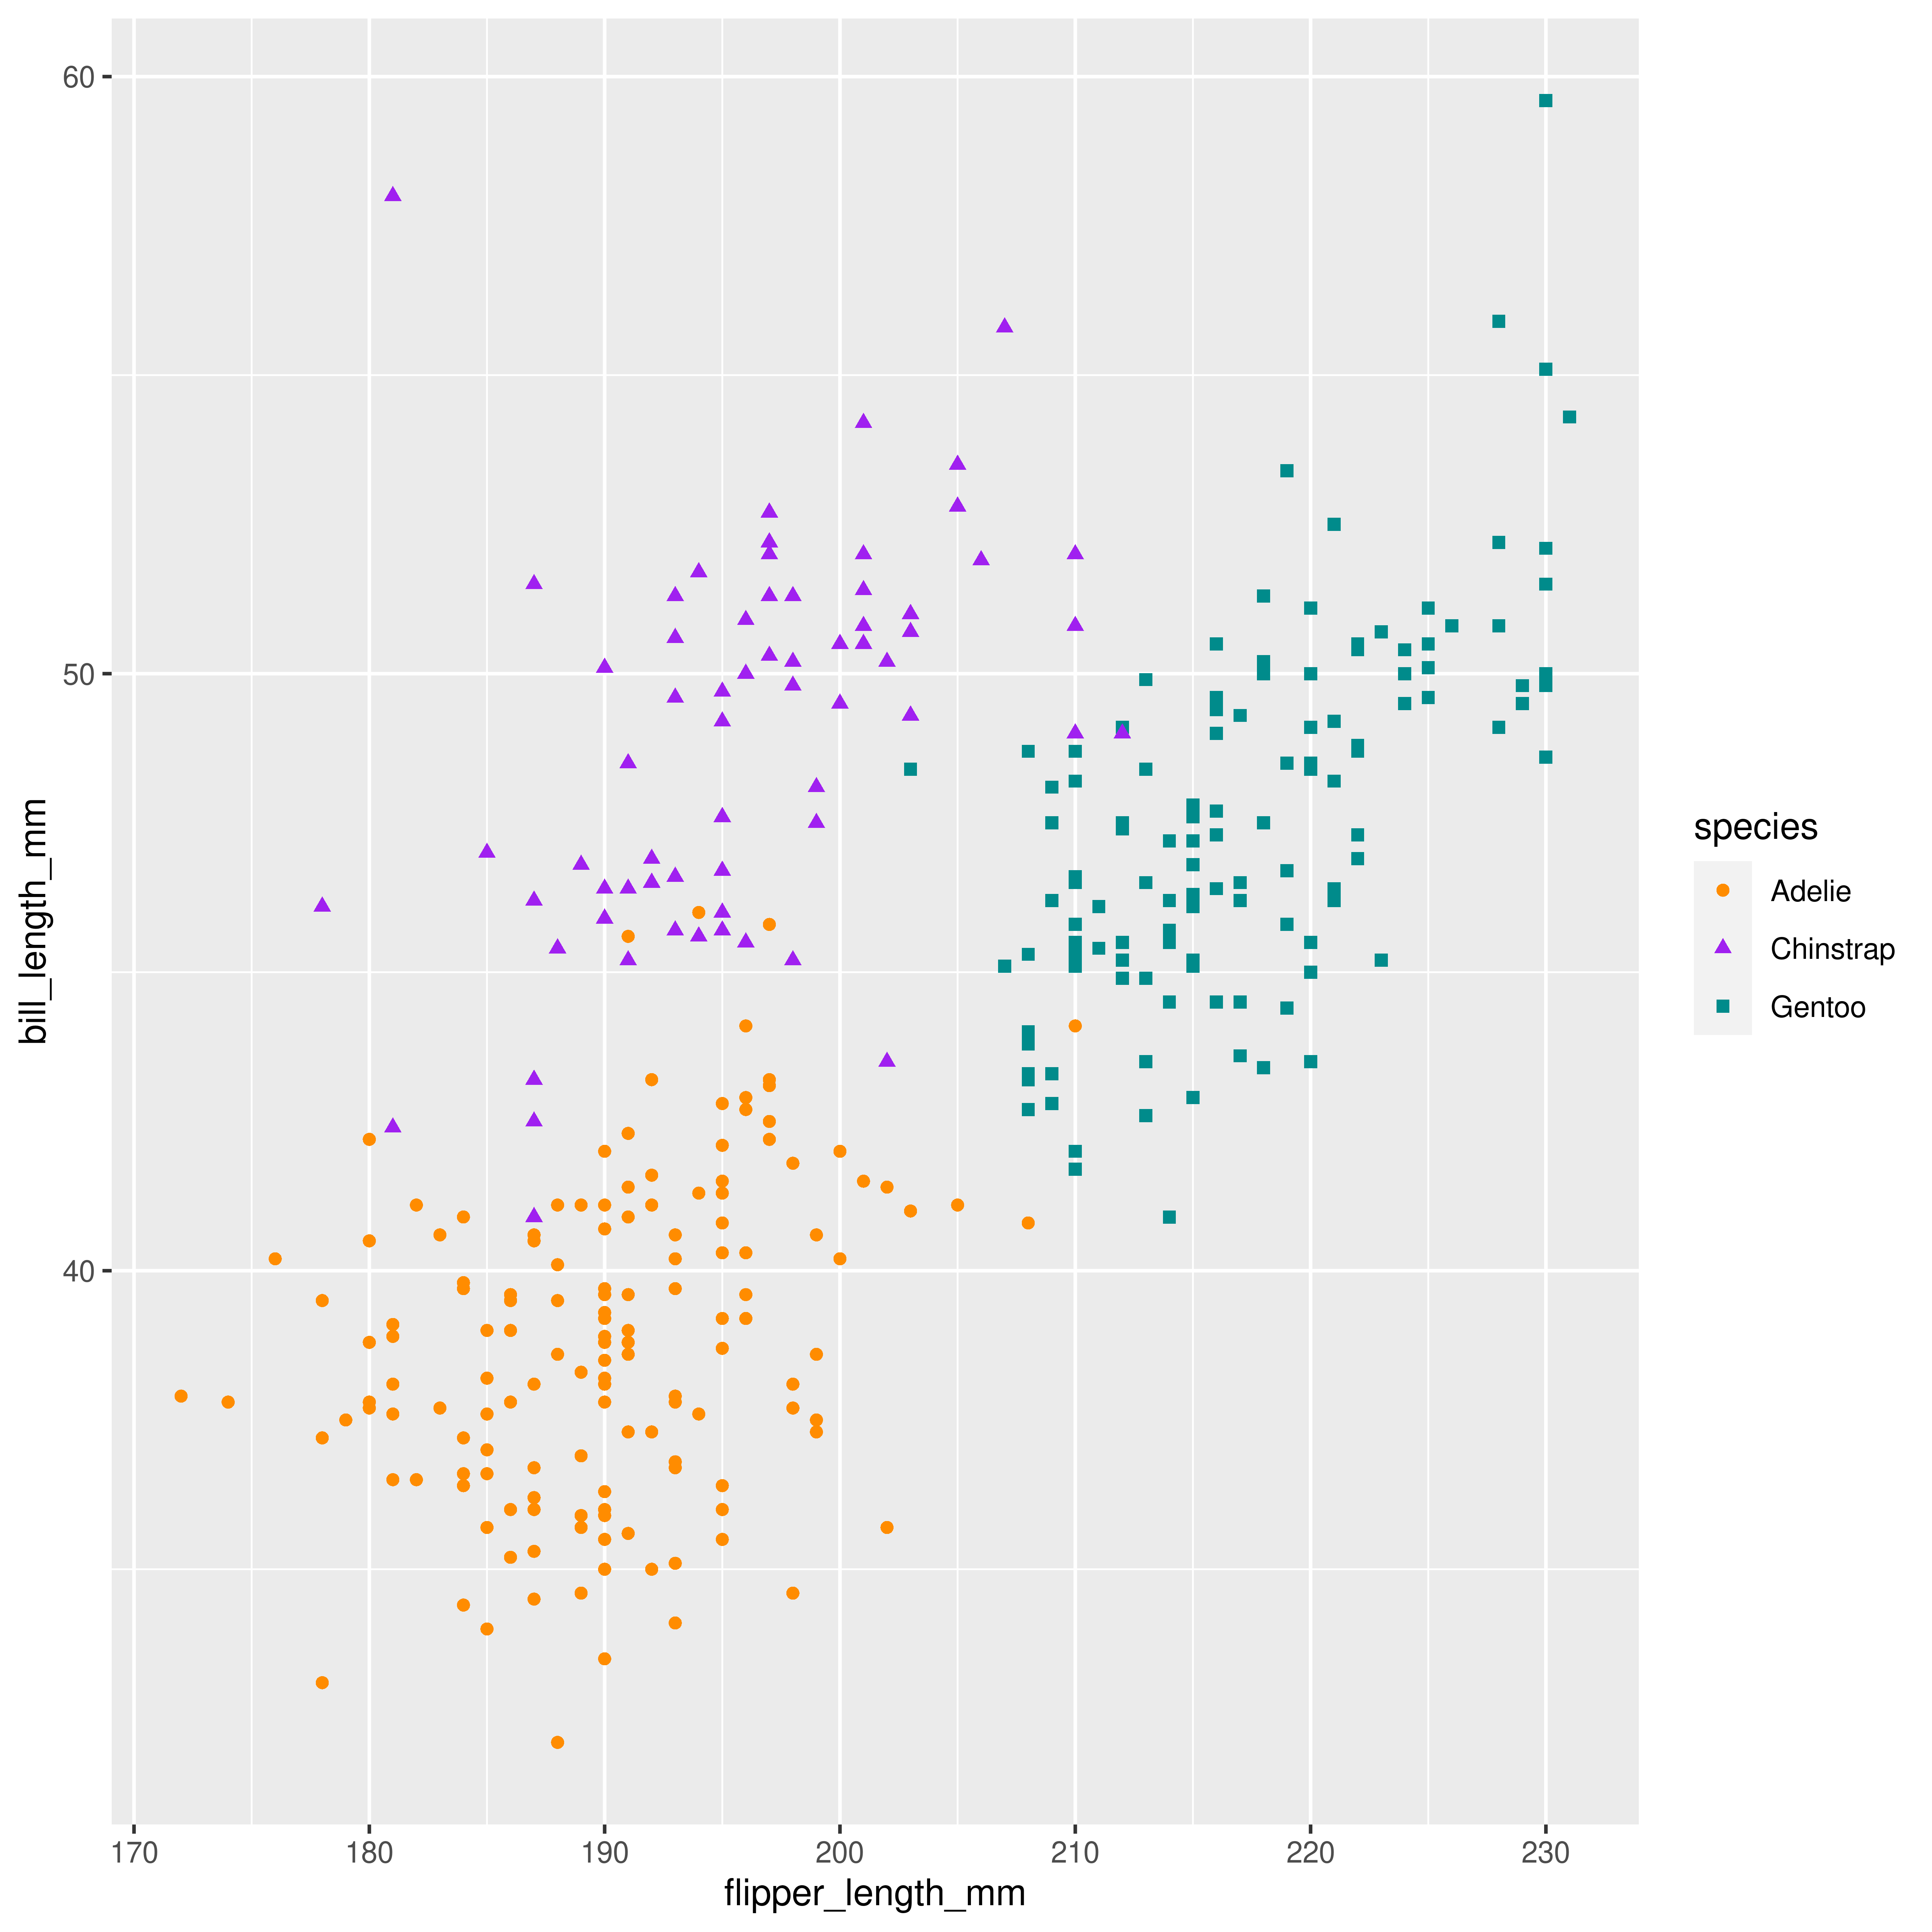 60
50
40
bill_length_mm
170 180 190 200 210 220 230
flipper_length_mm
species
Adelie
Chinstrap
Gentoo